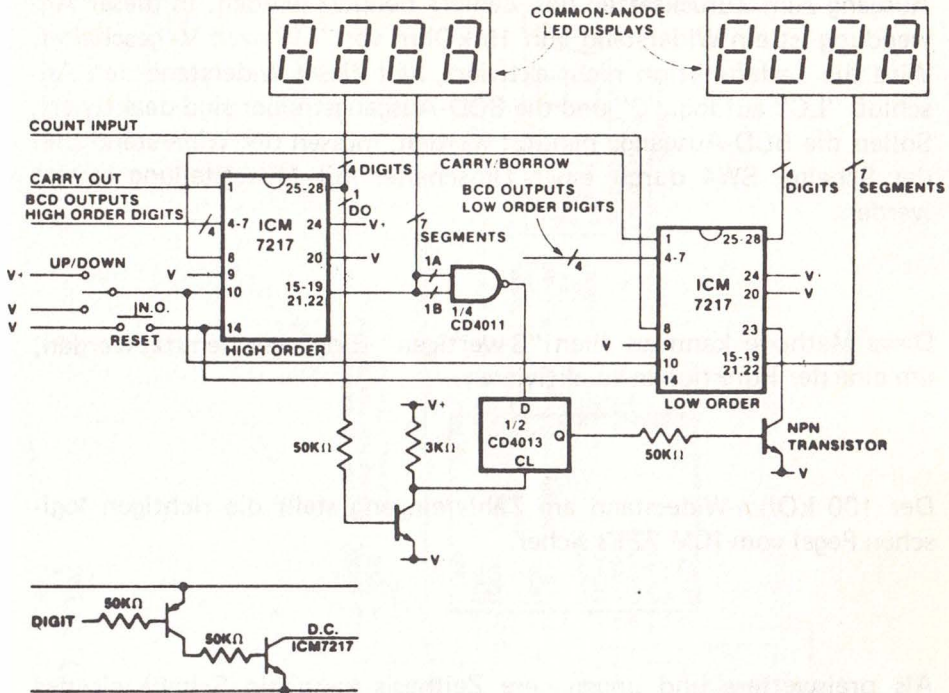 COMMON-ANODE
LED DISPLAYS
COUNT INPUT
CARRY OUT
BCD OUTPUTS
HIGH ORDER DIGITS
4
1
25-28
4 DIGITS
1
DO
4-7
ICM
7217
24
V+
8
20
V
V
9
UP/DOWN
V+
10
15-19
21,22
V
V
N.O.
RESET
14
HIGH ORDER
7
SEGMENTS
1A
1B
1/4
CD4011
CARRY/BORROW
BCD OUTPUTS
LOW ORDER DIGITS
4
4
DIGITS
7
SEGMENTS
1
25-28
4-7
ICM
7217
24
V+
20
V
8
23
V
9
10
15-19
21,22
14
LOW ORDER
V+
50KΩ
3KΩ
D
1/2
CD4013
Q
CL
50KΩ
NPN
TRANSISTOR
V
V
DIGIT
50KΩ
50KΩ
D.C.
ICM7217